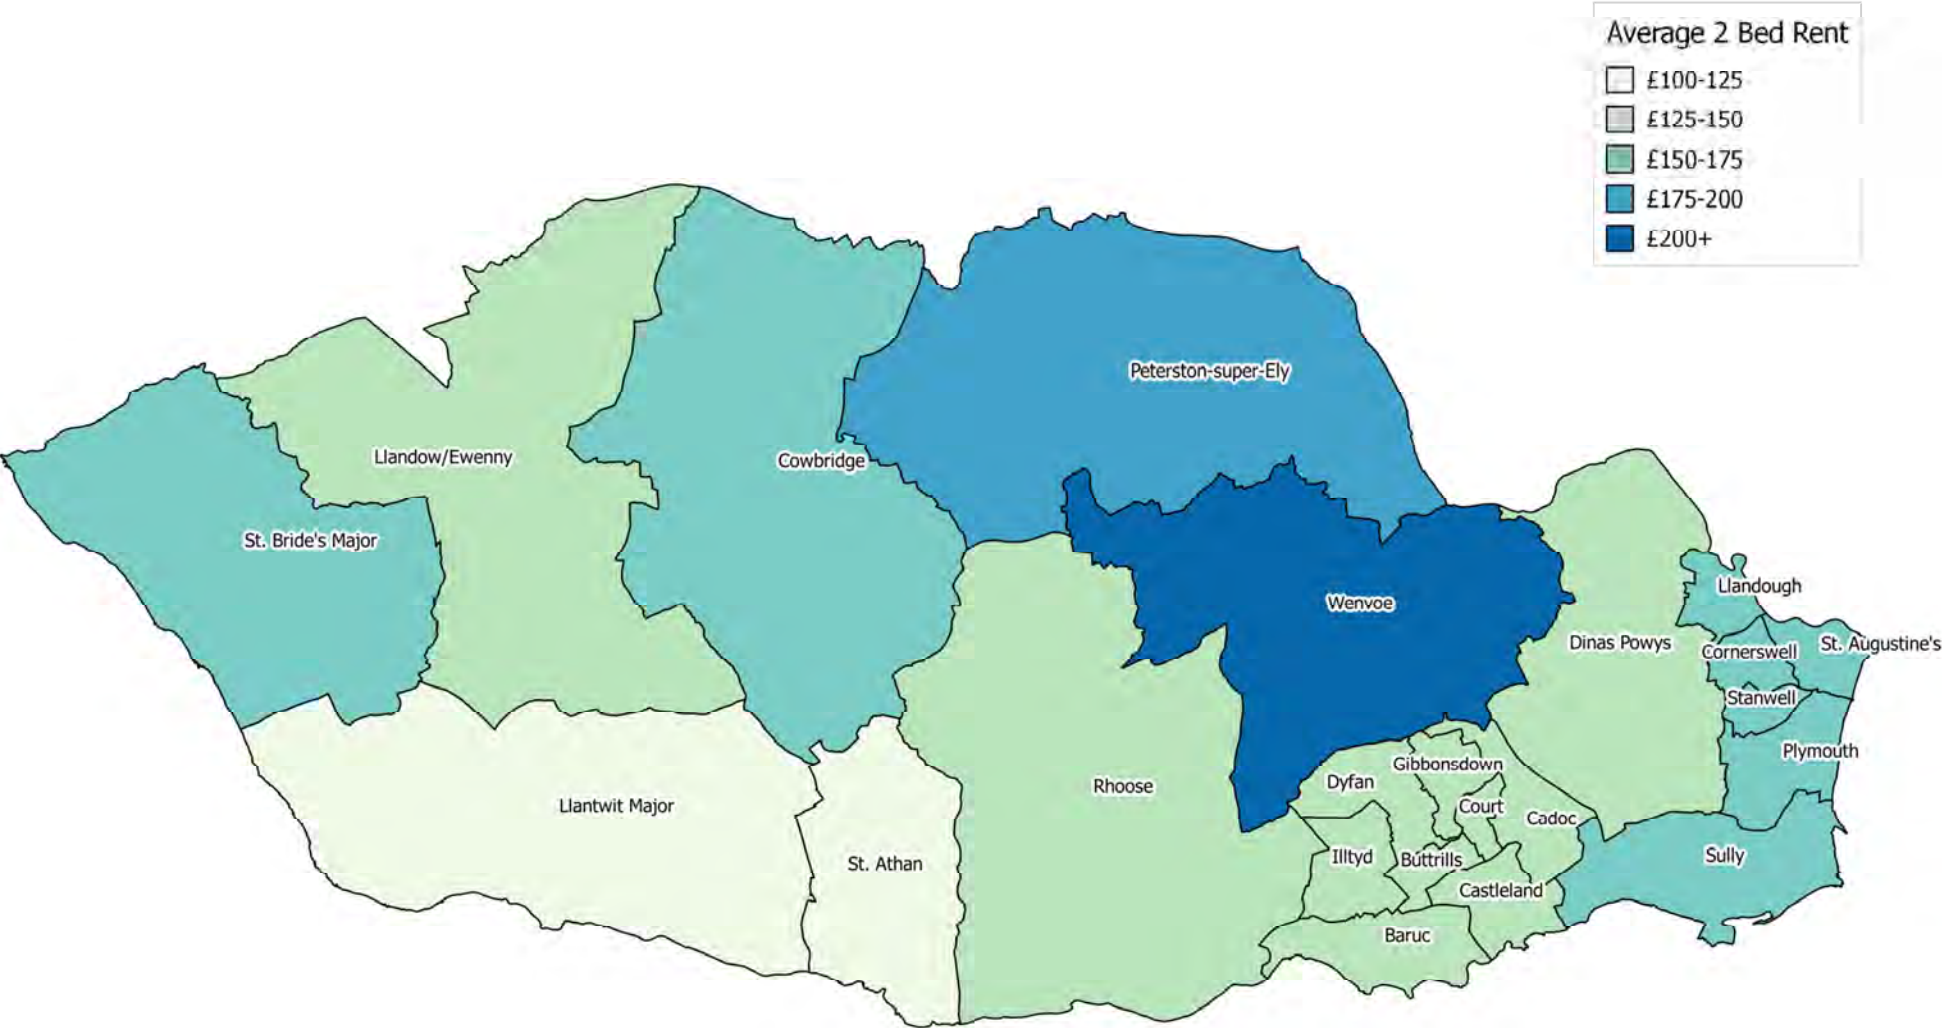 Average 2 Bed Rent
£100-125
£125-150
£150-175
£175-200
£200+
Peterston-super-Ely
Llandow/Ewenny
Cowbridge
St. Bride's Major
Llandough
Wenvoe
Dinas Powys
St. Augustine's
Cornerswell
Stanwell
Plymouth
Gibbonsdown
Dyfan
Rhoose
Llantwit Major
Court
Cadoc
St. Athan
Illtyd
Buttrills
Sully
Castleland
Baruc